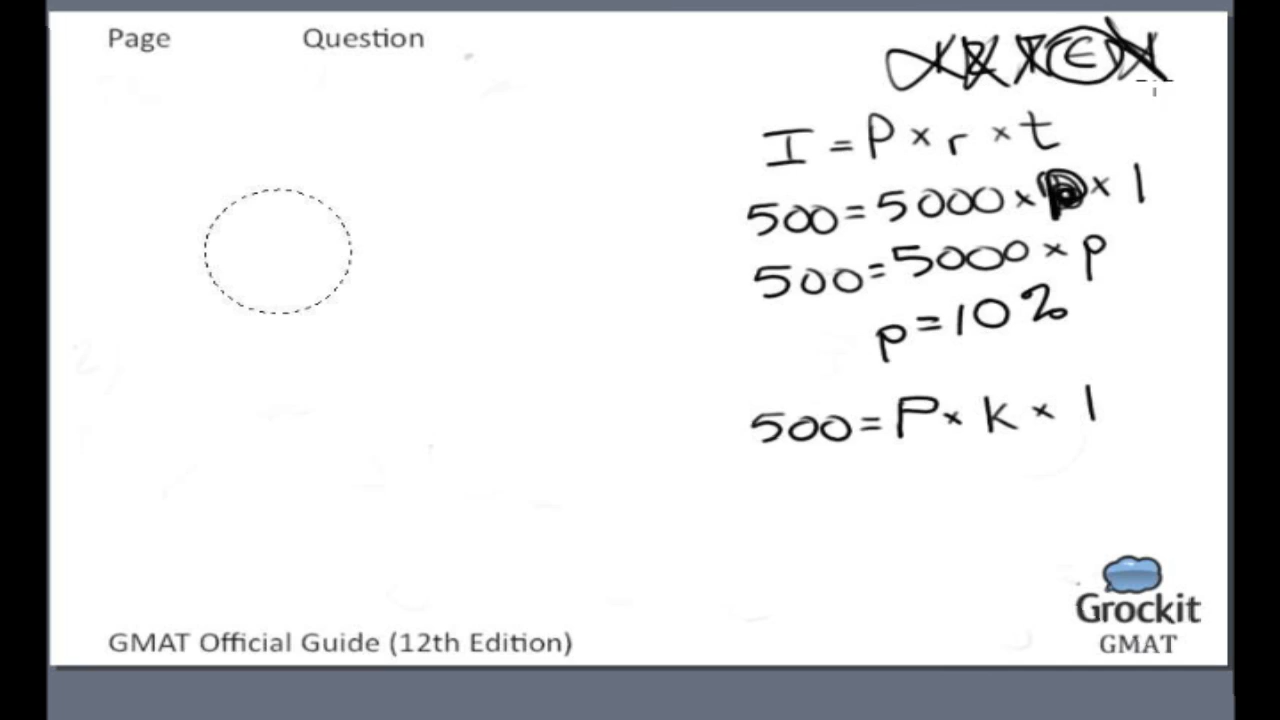 Page Question
I = P × r × t
500 = 5000 × × 1
500 = 5000 × p
p = 10%
500 = P × k × 1
Grockit
GMAT
GMAT Official Guide (12th Edition)